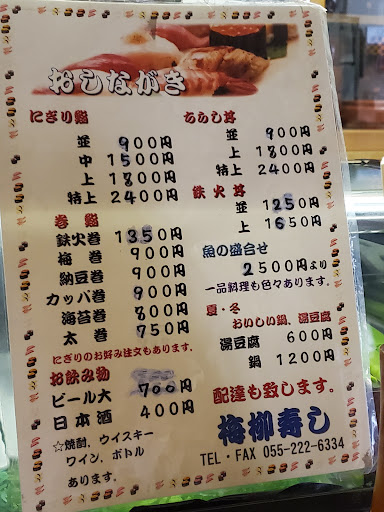 おしながき
にぎり鮨
並 900円
中 1500円
上 1800円
特上 2400円
巻鮨
鉄火巻 1350円
梅巻 900円
納豆巻 900円
カッパ巻 900円
海苔巻 800円
太巻 750円
にぎりのお好み注文もあります。
お飲み物
ビール大 700円
日本酒 400円
☆焼酎、ウイスキー
ワイン、ボトル
あります。
ちらし丼
並 900円
上 1800円
特上 2400円
鉄火丼
並 1250円
上 1650円
魚の盛合せ
2500円より
一品料理も色々あります。
夏・冬
おいしい鍋、湯豆腐
湯豆腐 600円
鍋 1200円
配達も致します。
梅柳寿し
TEL・FAX 055-222-6334